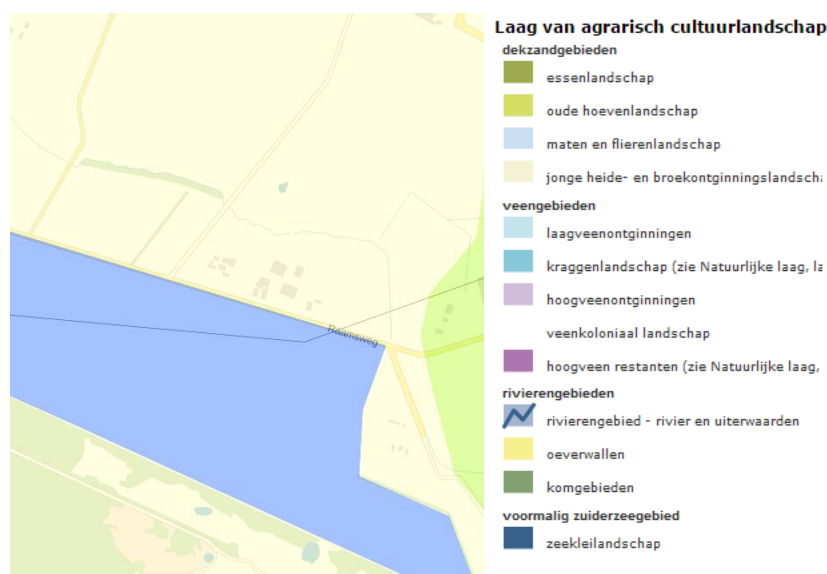 Raamsweg
Laag van agrarisch cultuurlandschap
dekzandgebieden
essenlandschap
oude hoevenlandschap
maten en flierenlandschap
jonge heide- en broekontginningslandscha
veengebieden
laagveenontginningen
kraggenlandschap (zie Natuurlijke laag, la
hoogveenontginningen
veenkoloniaal landschap
hoogveen restanten (zie Natuurlijke laag,
rivierengebieden
rivierengebied - rivier en uiterwaarden
oeverwallen
komgebieden
voormalig zuiderzeegebied
zeekleilandschap